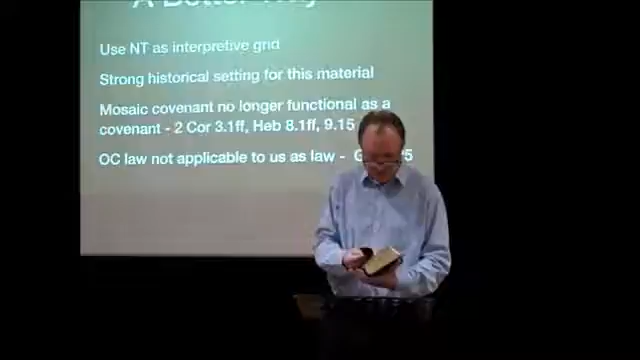 A Better
Use NT as interpretive grid
Strong historical setting for this material
Mosaic covenant no longer functional as a
covenant - 2 Cor 3.1ff, Heb 8.1ff, 9.15
OC law not applicable to us as law -